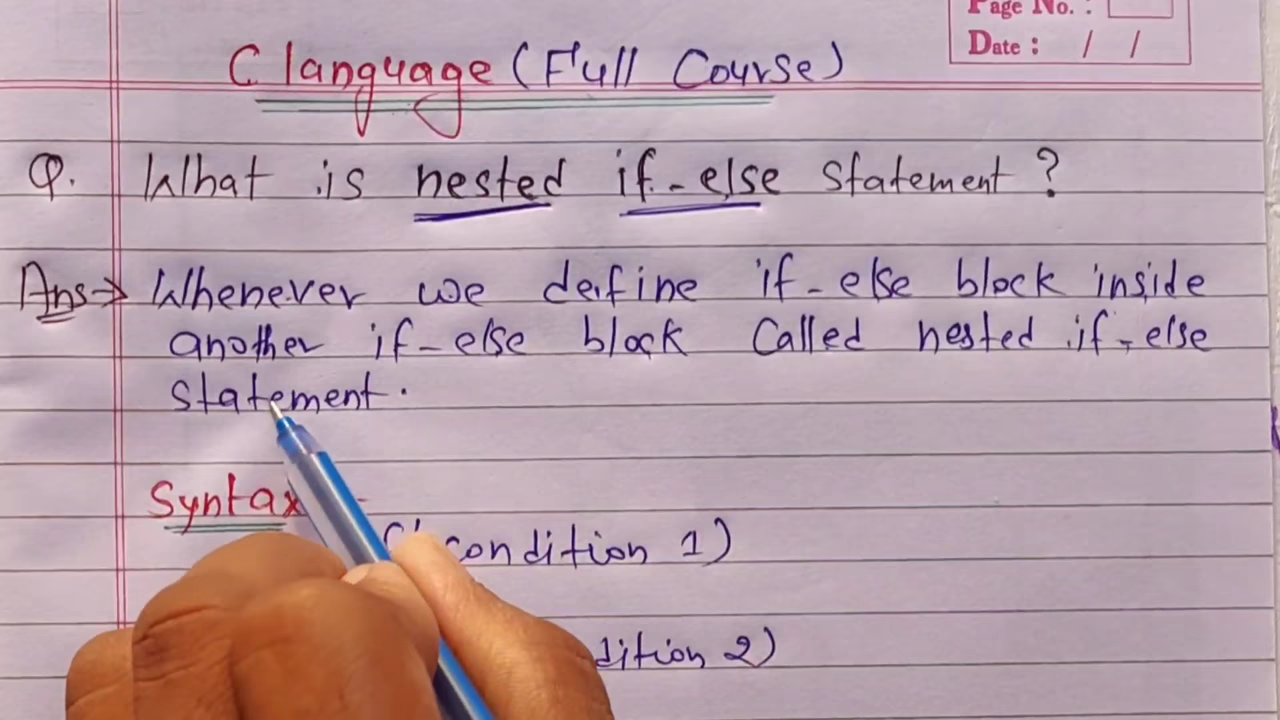 Page No. :
Date : / /
C language (Full Course)
Q. What is nested if-else statement ?
Ans→ Whenever we define if-else block inside
another if-else block called nested if-else
statement.
Syntax -
condition 1)
dition 2)